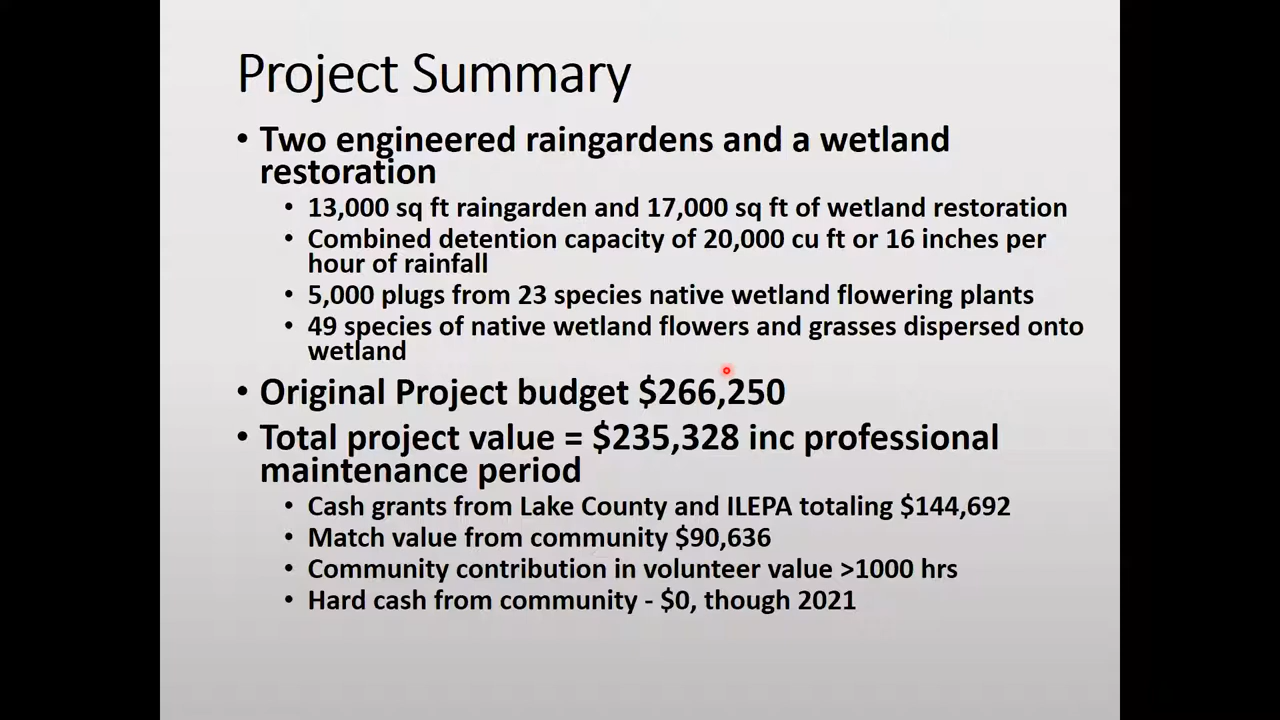 Project Summary
• Two engineered raingardens and a wetland
restoration
• 13,000 sq ft raingarden and 17,000 sq ft of wetland restoration
• Combined detention capacity of 20,000 cu ft or 16 inches per
hour of rainfall
• 5,000 plugs from 23 species native wetland flowering plants
• 49 species of native wetland flowers and grasses dispersed onto
wetland
• Original Project budget $266,250
• Total project value = $235,328 inc professional
maintenance period
• Cash grants from Lake County and ILEPA totaling $144,692
• Match value from community $90,636
• Community contribution in volunteer value >1000 hrs
• Hard cash from community - $0, though 2021